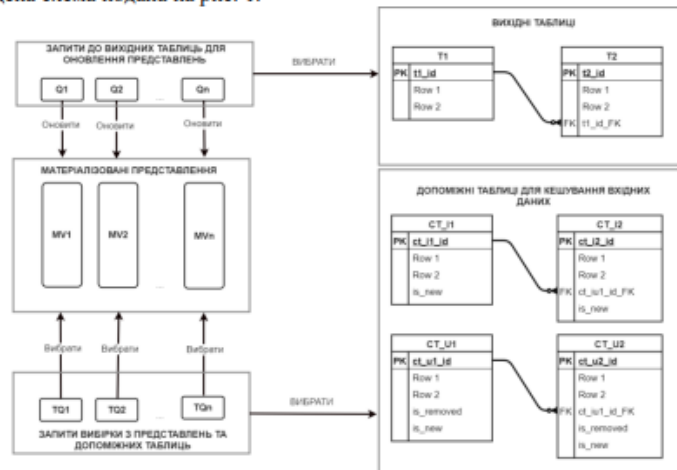 ЗАПИТИ ДО ВИХІДНИХ ТАБЛИЦЬ ДЛЯ
ОНОВЛЕННЯ ПРЕДСТАВЛЕНЬ
Q1
Q2
...
Qn
Оновити
Оновити
Оновити
МАТЕРІАЛІЗОВАНІ ПРЕДСТАВЛЕННЯ
MV1
MV2
...
MVn
Вибрати
Вибрати
Вибрати
TQ1
TQ2
...
TQn
ЗАПИТИ ВИБІРКИ З ПРЕДСТАВЛЕНЬ ТА
ДОПОМІЖНИХ ТАБЛИЦЬ
ВИБРАТИ
ВИБРАТИ
ВИХІДНІ ТАБЛИЦІ
T1
PK t1_id
Row 1
Row 2
T2
PK t2_id
Row 1
Row 2
FK t1_id_FK
ДОПОМІЖНІ ТАБЛИЦІ ДЛЯ КЕШУВАННЯ ВХІДНИХ
ДАНИХ
CT_I1
PK ct_i1_id
Row 1
Row 2
is_new
CT_I2
PK ct_i2_id
Row 1
Row 2
FK ct_iu1_id_FK
is_new
CT_U1
PK ct_u1_id
Row 1
Row 2
is_removed
is_new
CT_U2
PK ct_u2_id
Row 1
Row 2
FK ct_iu1_id_FK
is_removed
is_new